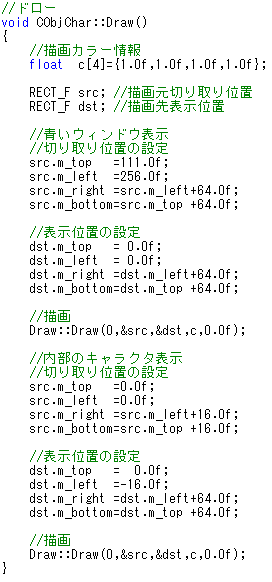 //ドロー
void CObjChar::Draw()
{
//描画カラー情報
float c[4]={1.0f,1.0f,1.0f,1.0f};
RECT_F src; //描画元切り取り位置
RECT_F dst; //描画先表示位置
//青いウィンドウ表示
//切り取り位置の設定
src.m_top =111.0f;
src.m_left =256.0f;
src.m_right =src.m_left+64.0f;
src.m_bottom=src.m_top +64.0f;
//表示位置の設定
dst.m_top = 0.0f;
dst.m_left = 0.0f;
dst.m_right =dst.m_left+64.0f;
dst.m_bottom=dst.m_top +64.0f;
//描画
Draw::Draw(0,&src,&dst,c,0.0f);
//内部のキャラクタ表示
//切り取り位置の設定
src.m_top =0.0f;
src.m_left =0.0f;
src.m_right =src.m_left+16.0f;
src.m_bottom=src.m_top +16.0f;
//表示位置の設定
dst.m_top = 0.0f;
dst.m_left =-16.0f;
dst.m_right =dst.m_left+64.0f;
dst.m_bottom=dst.m_top +64.0f;
//描画
Draw::Draw(0,&src,&dst,c,0.0f);
}